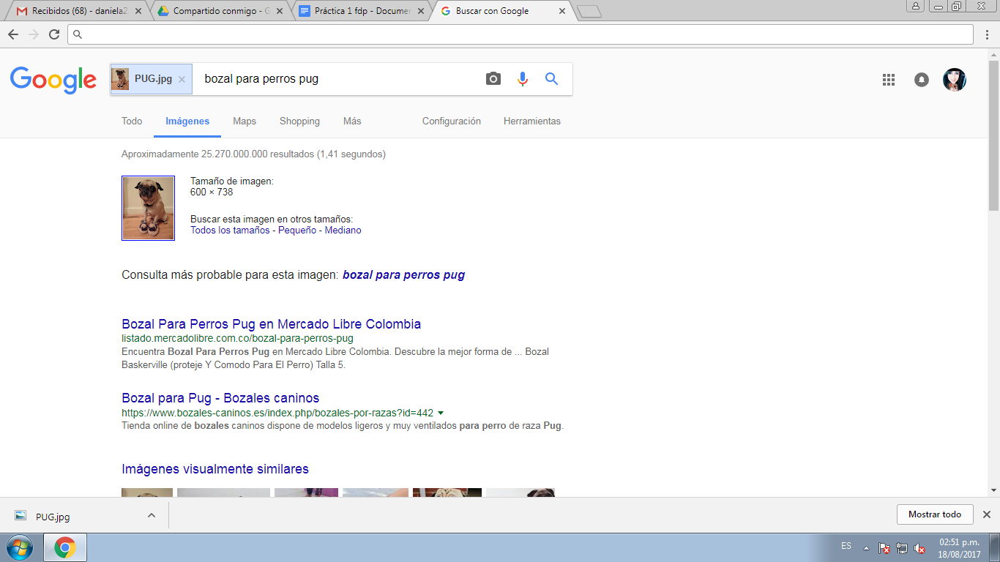 Recibidos (68) - daniela2
Compartido conmigo - G
Práctica 1 fdp - Documen
Buscar con Google
Google
PUG.jpg
bozal para perros pug
Todo
Imágenes
Maps
Shopping
Más
Configuración
Herramientas
Aproximadamente 25.270.000.000 resultados (1,41 segundos)
Tamaño de imagen:
600 × 738
Buscar esta imagen en otros tamaños:
Todos los tamaños - Pequeño - Mediano
Consulta más probable para esta imagen: bozal para perros pug
Bozal Para Perros Pug en Mercado Libre Colombia
listado.mercadolibre.com.co/bozal-para-perros-pug
Encuentra Bozal Para Perros Pug en Mercado Libre Colombia. Descubre la mejor forma de ... Bozal
Baskerville (proteje Y Comodo Para El Perro) Talla 5.
Bozal para Pug - Bozales caninos
https://www.bozales-caninos.es/index.php/bozales-por-razas?id=442
Tienda online de bozales caninos dispone de modelos ligeros y muy ventilados para perro de raza Pug.
Imágenes visualmente similares
PUG.jpg
Mostrar todo
ES
02:51 p.m.
18/08/2017